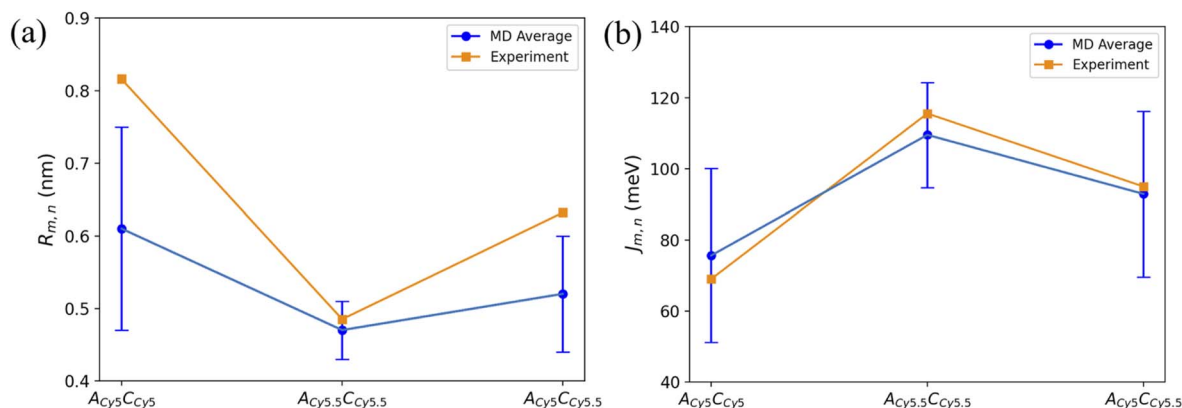 (a)
0.9
0.8
0.7
0.6
0.5
0.4
R_{m,n} (nm)
MD Average
Experiment
A_{Cy5}C_{Cy5}
A_{Cy5.5}C_{Cy5.5}
A_{Cy5}C_{Cy5.5}
(b)
140
120
100
80
60
40
J_{m,n} (meV)
MD Average
Experiment
A_{Cy5}C_{Cy5}
A_{Cy5.5}C_{Cy5.5}
A_{Cy5}C_{Cy5.5}